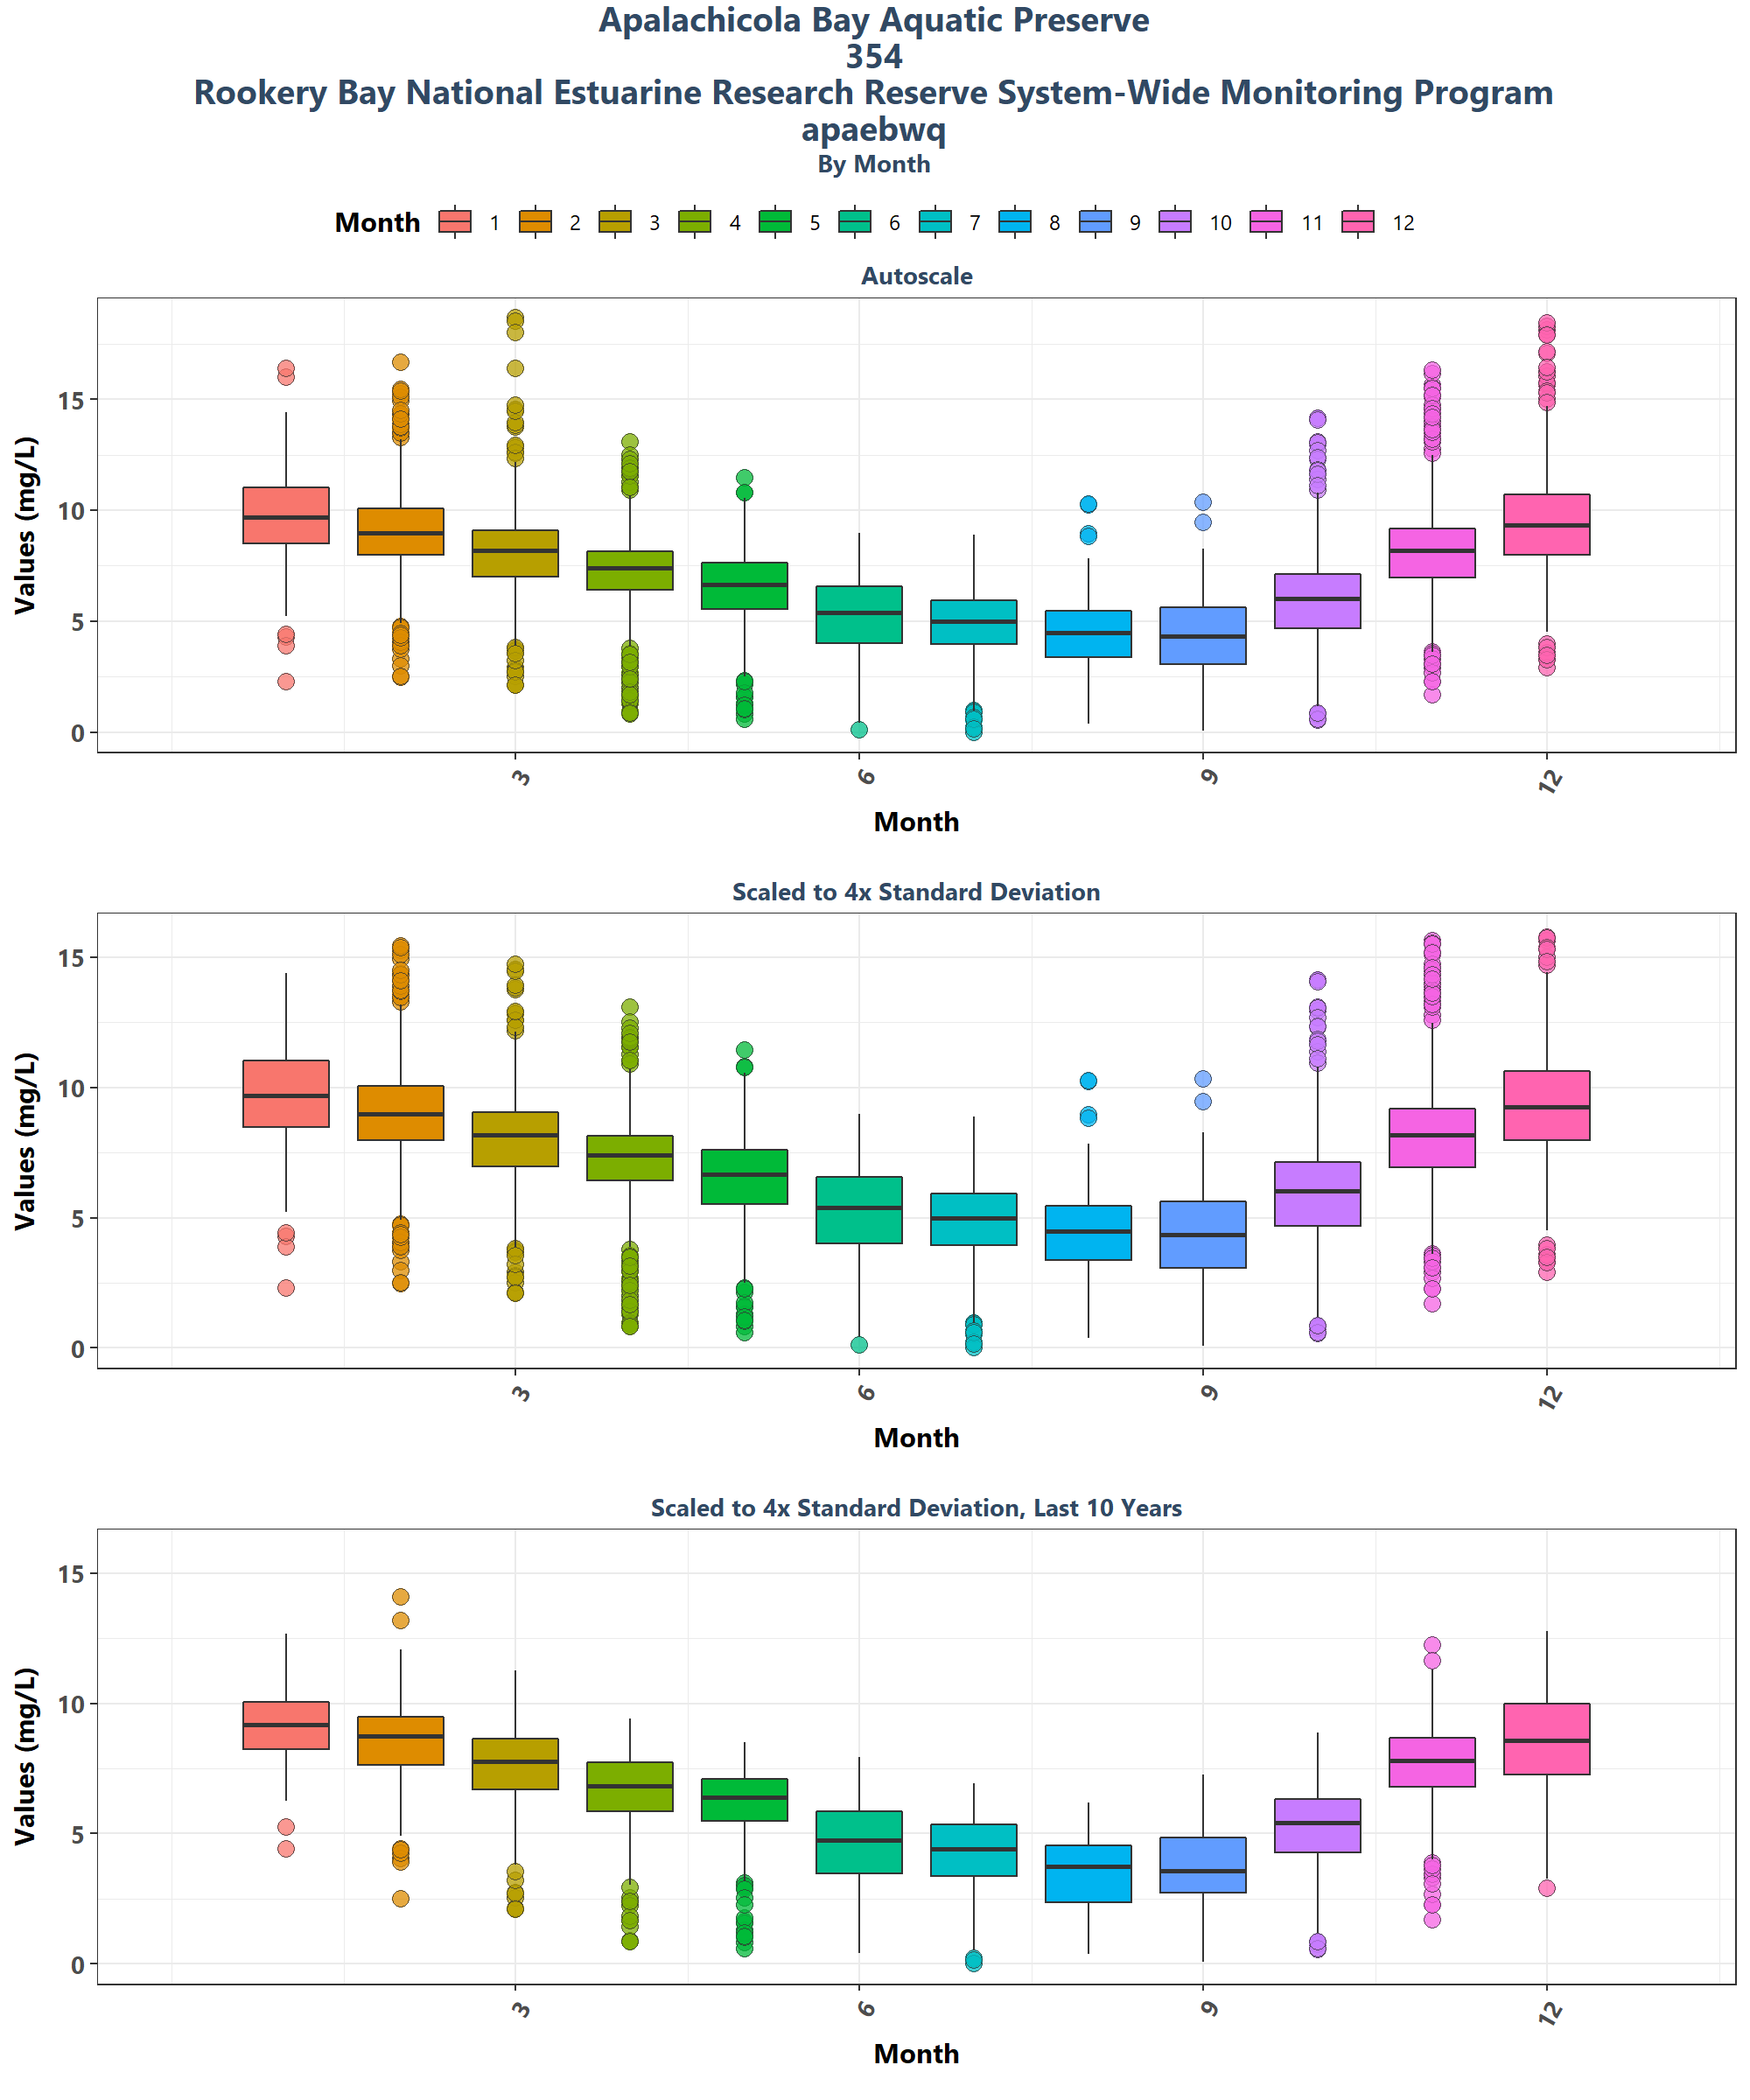 Apalachicola Bay Aquatic Preserve
354
Rookery Bay National Estuarine Research Reserve System-Wide Monitoring Program
apaebwq
By Month
Month 1 2 3 4 5 6 7 8 9 10 11 12
Autoscale
Values (mg/L)
15
10
5
0
3 6 9 12
Month
Scaled to 4x Standard Deviation
Values (mg/L)
15
10
5
0
3 6 9 12
Month
Scaled to 4x Standard Deviation, Last 10 Years
Values (mg/L)
15
10
5
0
3 6 9 12
Month